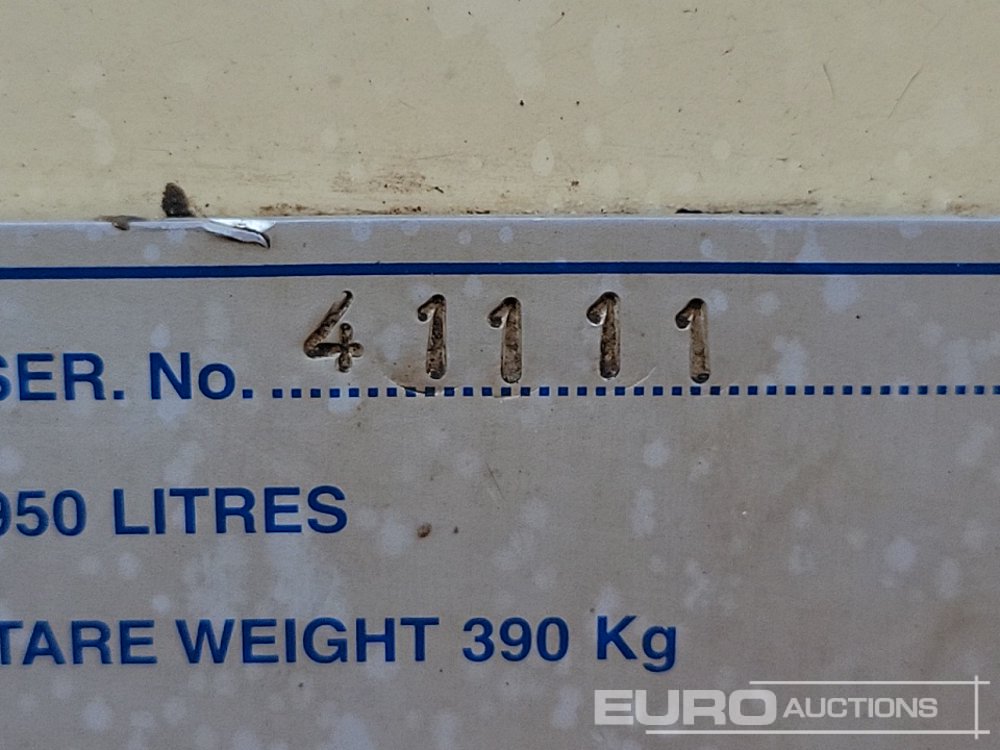 SER. No. 41111
950 LITRES
TARE WEIGHT 390 Kg
EURO AUCTIONS